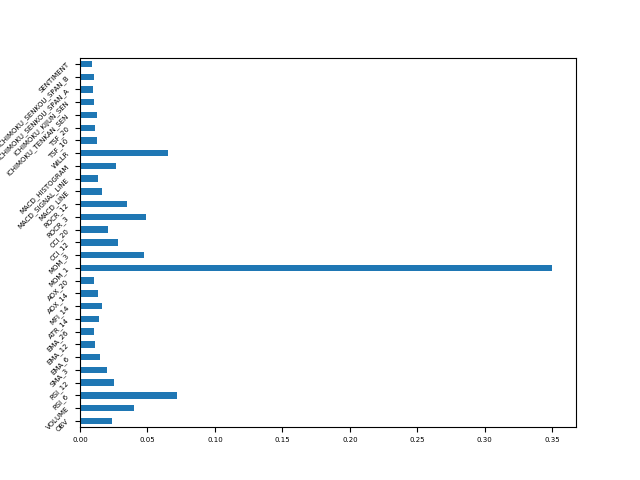 SENTIMENT
ICHIMOKU_SENKOU_SPAN_B
ICHIMOKU_SENKOU_SPAN_A
ICHIMOKU_KIJUN_SEN
ICHIMOKU_TENKAN_SEN
TSF_20
TSF_10
WILLR
MACD_HISTOGRAM
MACD_SIGNAL_LINE
MACD_LINE
ROCR_12
ROCR_3
CCI_20
CCI_12
MOM_3
MOM_1
ADX_20
ADX_14
MFI_14
ATR_14
EMA_26
EMA_12
EMA_6
SMA_3
RSI_12
RSI_6
VOLUME
OBV
0.00 0.05 0.10 0.15 0.20 0.25 0.30 0.35